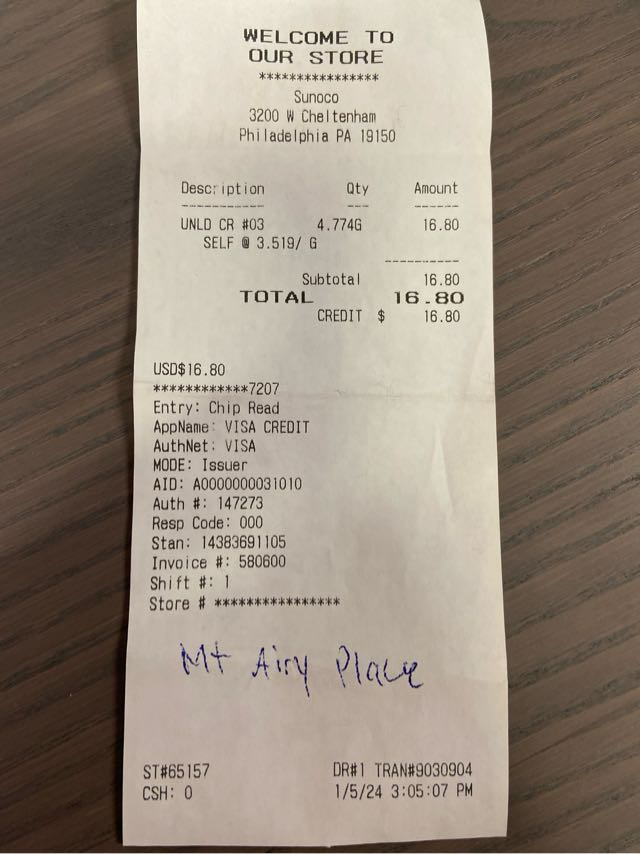 WELCOME TO
OUR STORE
****************
Sunoco
3200 W Cheltenham
Philadelphia PA 19150
Description Qty Amount
----------- --- ------
UNLD CR #03 4.774G 16.80
SELF @ 3.519/ G
----------
Subtotal 16.80
TOTAL 16.80
CREDIT $ 16.80
USD$16.80
************7207
Entry: Chip Read
AppName: VISA CREDIT
AuthNet: VISA
MODE: Issuer
AID: A0000000031010
Auth #: 147273
Resp Code: 000
Stan: 14383691105
Invoice #: 580600
Shift #: 1
Store # ****************
Mt Airy Place
ST#65157 DR#1 TRAN#9030904
CSH: 0 1/5/24 3:05:07 PM